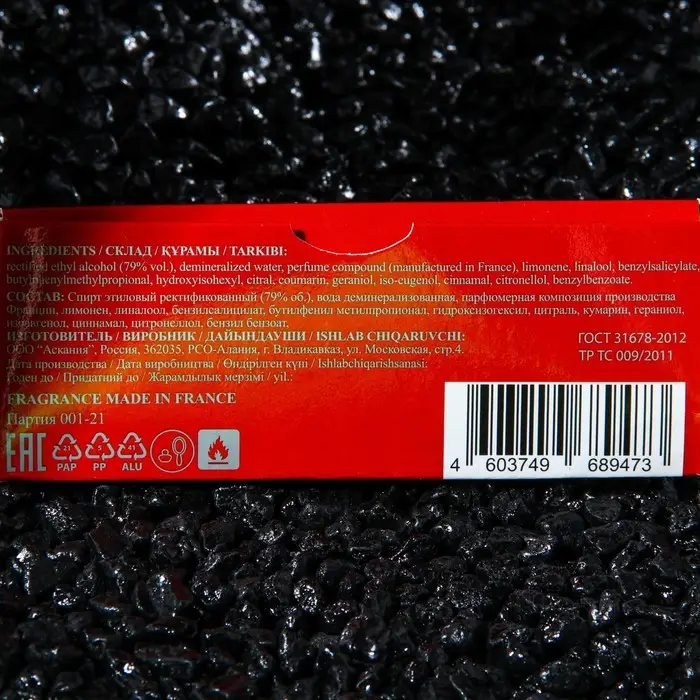 INGREDIENTS / СКЛАД / ҚҰРАМЫ / TARKIBI:
rectified ethyl alcohol (79% vol.), demineralized water, perfume compound (manufactured in France), limonene, linalool, benzylsalicylate,
butylphenylmethylpropional, hydroxyisohexyl, citral, coumarin, geraniol, iso-eugenol, cinnamal, citronellol, benzylbenzoate.
СОСТАВ: Спирт этиловый ректификованный (79% об.), вода деминерализованная, парфюмерная композиция производства
Франции, лимонен, линалоол, бензилсалицилат, бутилфенил метилпропионал, гидроксизогексил, цитраль, кумарин, гераниол,
изоэвгенол, циннамал, цитронеллол, бензил бензоат.
ИЗГОТОВИТЕЛЬ / ВИРОБНИК / ДАЙЫНДАУШИ / ISHLAB CHIQARUVCHI:
ООО “Аскания”, Россия, 362035, РСО-Алания, г. Владикавказ, ул. Московская, стр.4.
Дата производства / Дата виробництва / Өндірілген күні / Ishlabchiqarishsanasi:
Годен до / Придатний до / Жарамдылық мерзімі / yil.:
FRAGRANCE MADE IN FRANCE
Партия 001-21
ГОСТ 31678-2012
ТР ТС 009/2011
EAC
21 PAP
5 PP
41 ALU
4 603749 689473